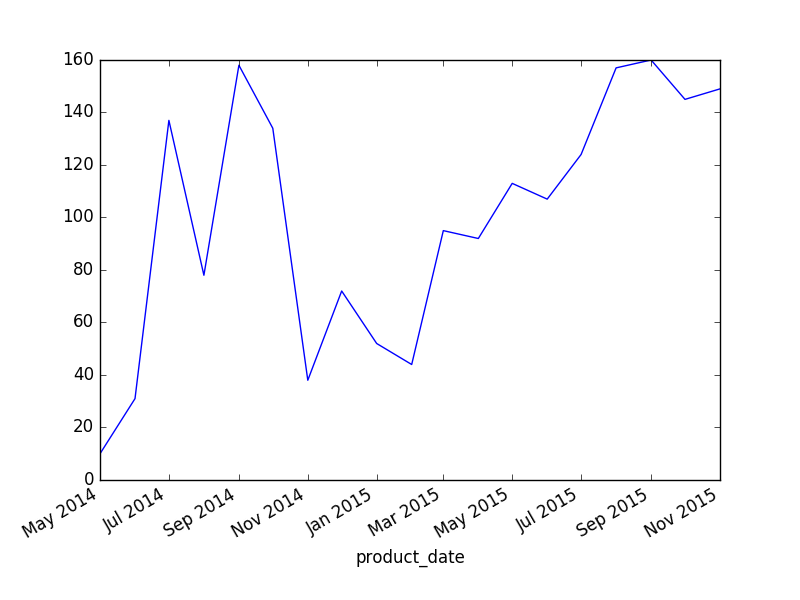 160
140
120
100
80
60
40
20
0
May 2014
Jul 2014
Sep 2014
Nov 2014
Jan 2015
Mar 2015
May 2015
Jul 2015
Sep 2015
Nov 2015
product_date